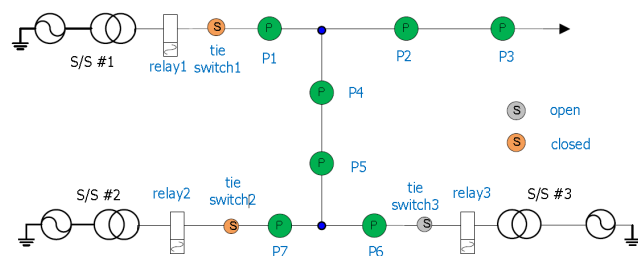 S
P
P
P
S/S #1
relay1
tie
switch1
P1
P2
P3
P
P4
S
open
S
closed
P
P5
S/S #2
relay2
tie
switch2
tie
switch3
relay3
S/S #3
S
P
P
S
P7
P6